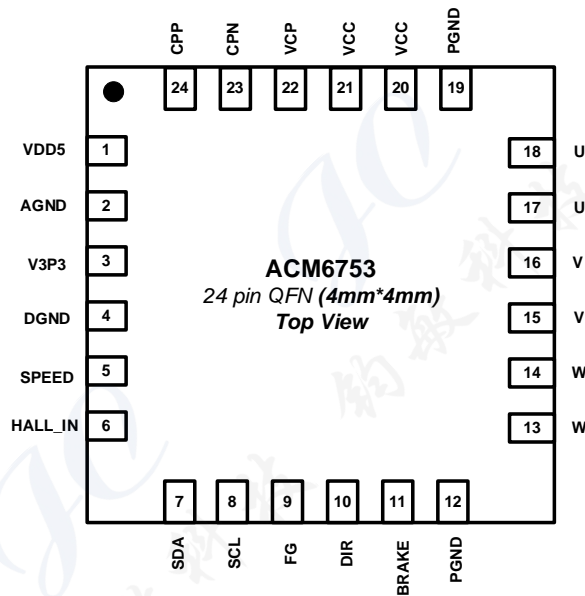 CPP
CPN
VCP
VCC
VCC
PGND
24
23
22
21
20
19
VDD5 1
AGND 2
V3P3 3
DGND 4
SPEED 5
HALL_IN 6
18 U
17 U
16 V
15 V
14 W
13 W
ACM6753
24 pin QFN (4mm*4mm)
Top View
7
8
9
10
11
12
SDA
SCL
FG
DIR
BRAKE
PGND